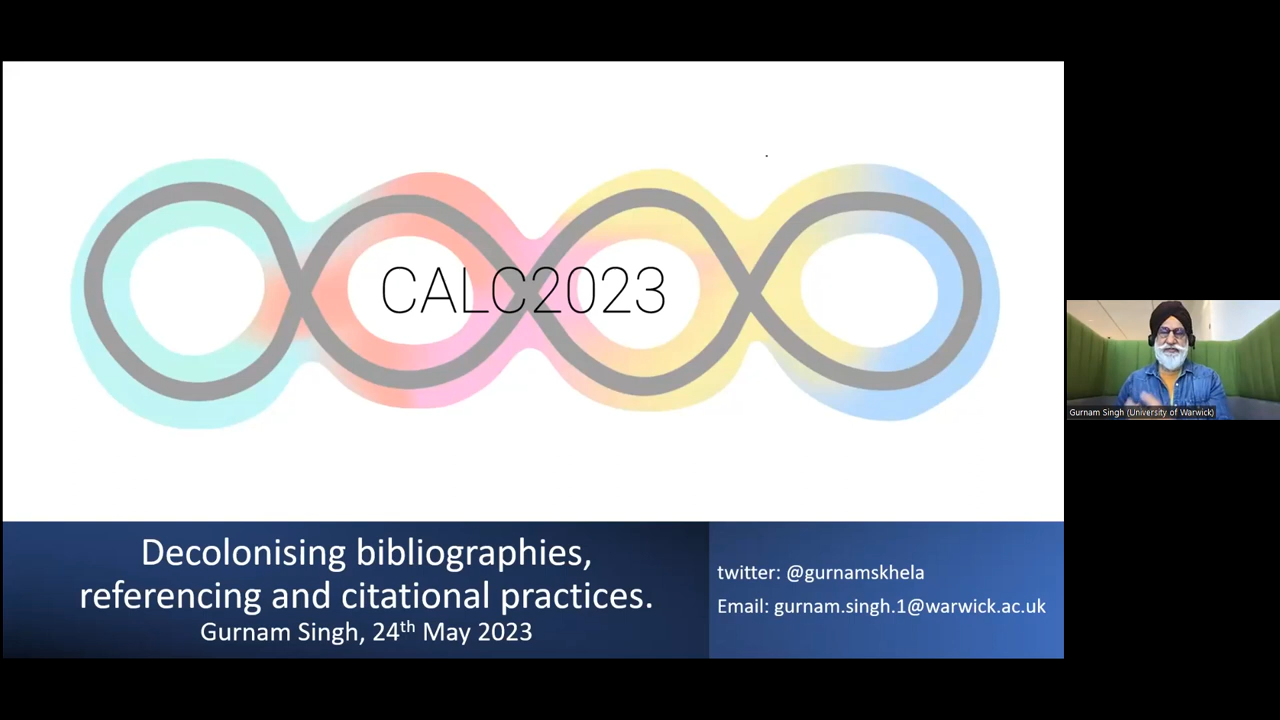 CALC2023
Decolonising bibliographies,
referencing and citational practices.
Gurnam Singh, 24th May 2023
twitter: @gurnamskhela
Email: gurnam.singh.1@warwick.ac.uk
Gurnam Singh (University of Warwick)